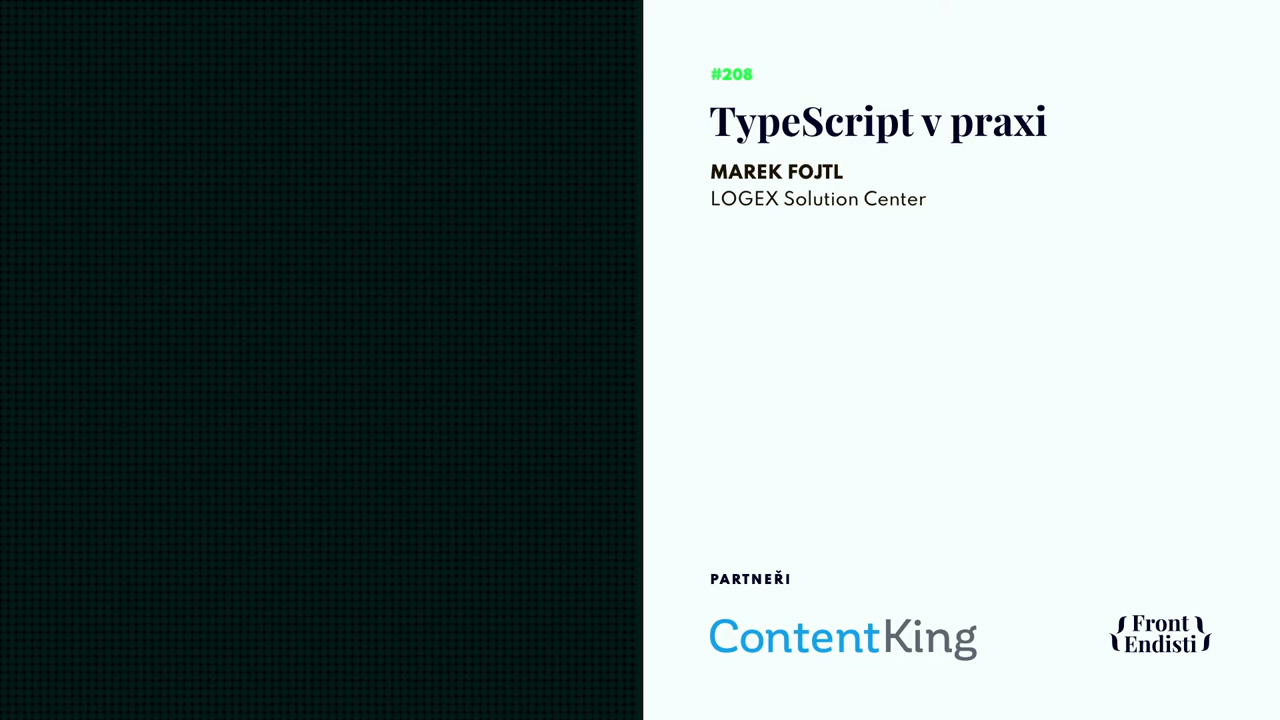 #208
TypeScript v praxi
MAREK FOJTL
LOGEX Solution Center
PARTNEŘI
ContentKing
{Front}
{Endisti}